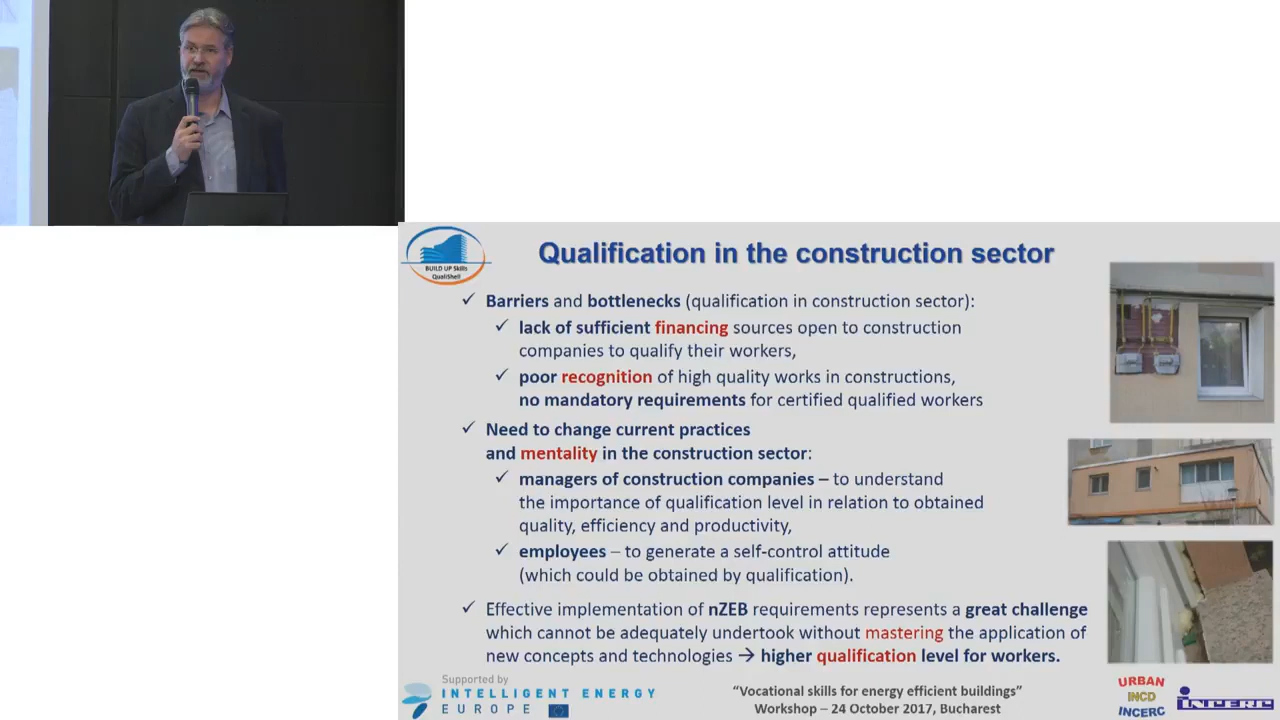 BUILD UP Skills
QualiShell
Qualification in the construction sector
Barriers and bottlenecks (qualification in construction sector):
lack of sufficient financing sources open to construction
companies to qualify their workers,
poor recognition of high quality works in constructions,
no mandatory requirements for certified qualified workers
Need to change current practices
and mentality in the construction sector:
managers of construction companies – to understand
the importance of qualification level in relation to obtained
quality, efficiency and productivity,
employees – to generate a self-control attitude
(which could be obtained by qualification).
Effective implementation of nZEB requirements represents a great challenge
which cannot be adequately undertook without mastering the application of
new concepts and technologies → higher qualification level for workers.
Supported by
INTELLIGENT ENERGY
EUROPE
“Vocational skills for energy efficient buildings”
Workshop – 24 October 2017, Bucharest
URBAN
INCD
INCERC
INCERC